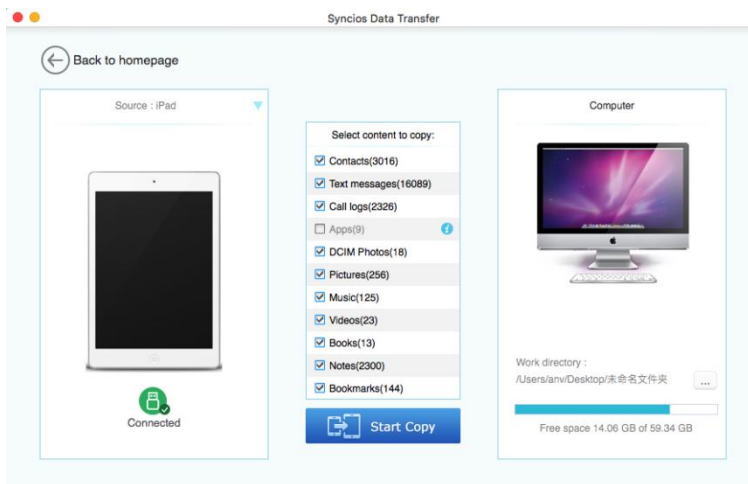 Syncios Data Transfer
Back to homepage
Source : iPad
Select content to copy:
Contacts(3016)
Text messages(16089)
Call logs(2326)
Apps(9)
DCIM Photos(18)
Pictures(256)
Music(125)
Videos(23)
Books(13)
Notes(2300)
Bookmarks(144)
Start Copy
Connected
Computer
Work directory :
/Users/anv/Desktop/未命名文件夹
...
Free space 14.06 GB of 59.34 GB